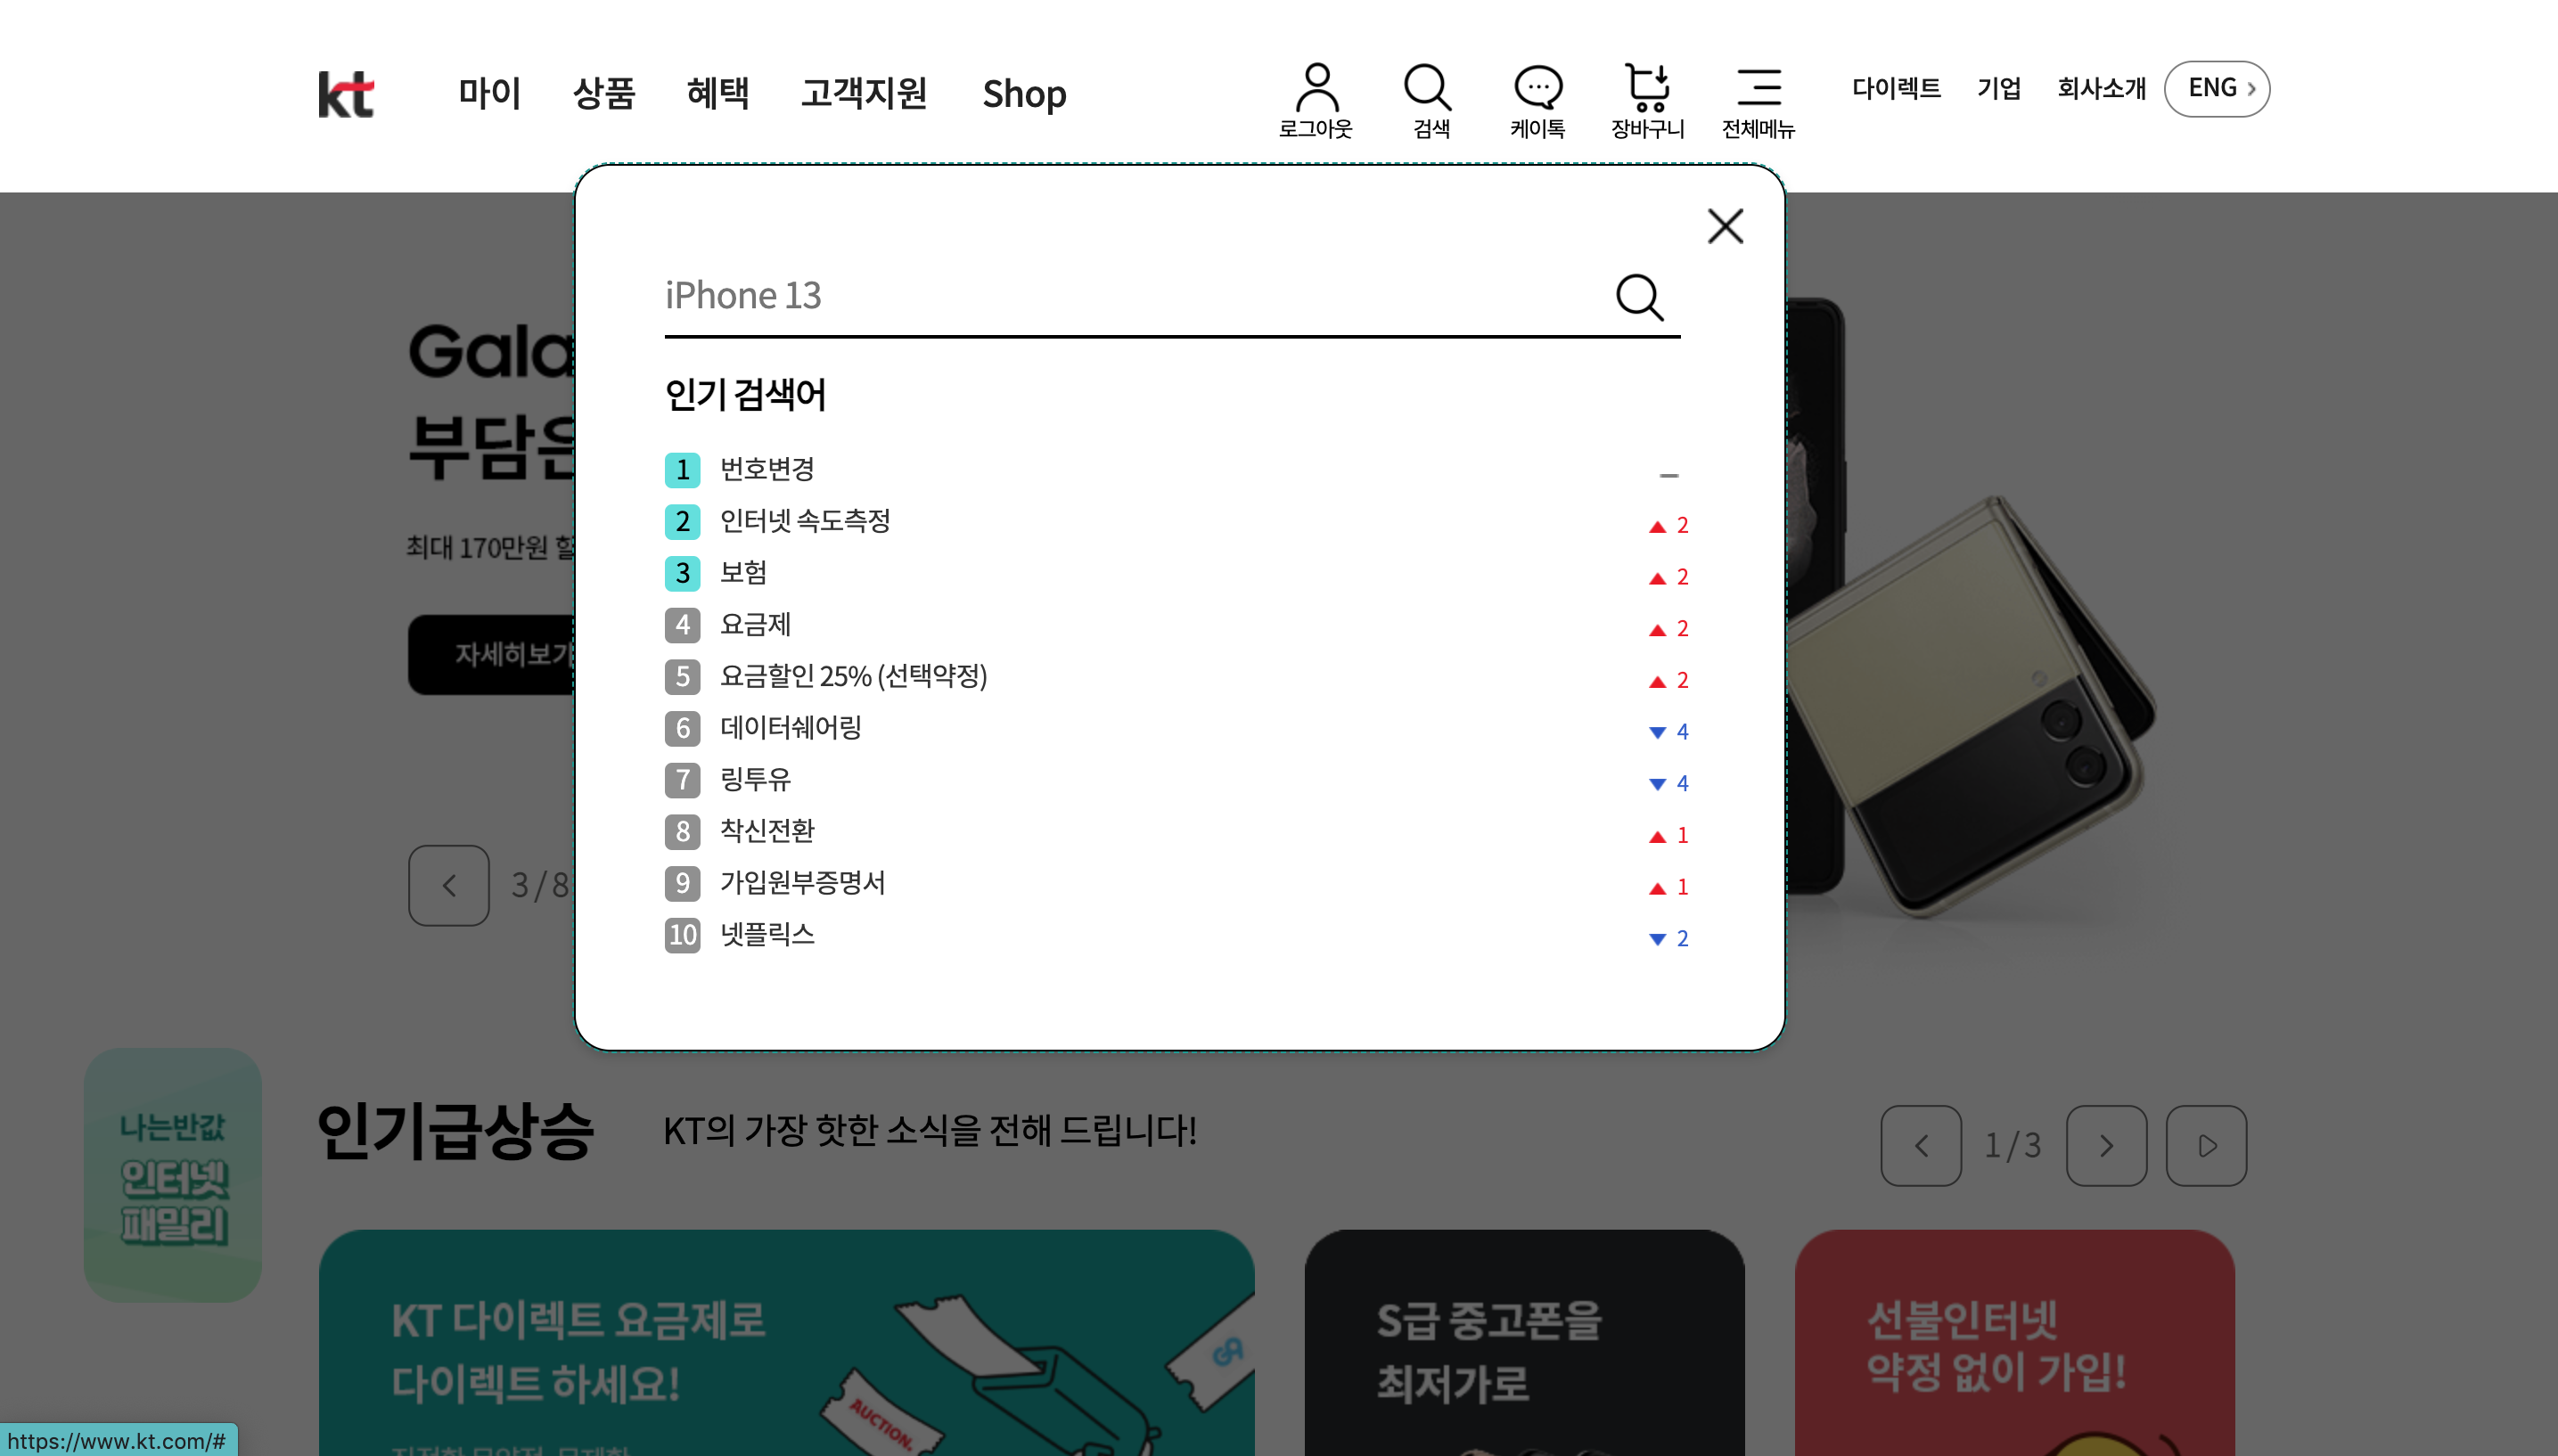 kt
마이 상품 혜택 고객지원 Shop
로그아웃 검색 케이톡 장바구니 전체메뉴
다이렉트 기업 회사소개 ENG
iPhone 13
인기 검색어
1 번호변경 –
2 인터넷 속도측정 ▲ 2
3 보험 ▲ 2
4 요금제 ▲ 2
5 요금할인 25% (선택약정) ▲ 2
6 데이터쉐어링 ▼ 4
7 링투유 ▼ 4
8 착신전환 ▲ 1
9 가입원부증명서 ▲ 1
10 넷플릭스 ▼ 2
Gala
부담은
최대 170만원 할
자세히보기
3 / 8
나는반값
인터넷
패밀리
인기급상승 KT의 가장 핫한 소식을 전해 드립니다!
1 / 3
KT 다이렉트 요금제로
다이렉트 하세요!
AUCTION.
S급 중고폰을
최저가로
선불인터넷
약정 없이 가입!
https://www.kt.com/#